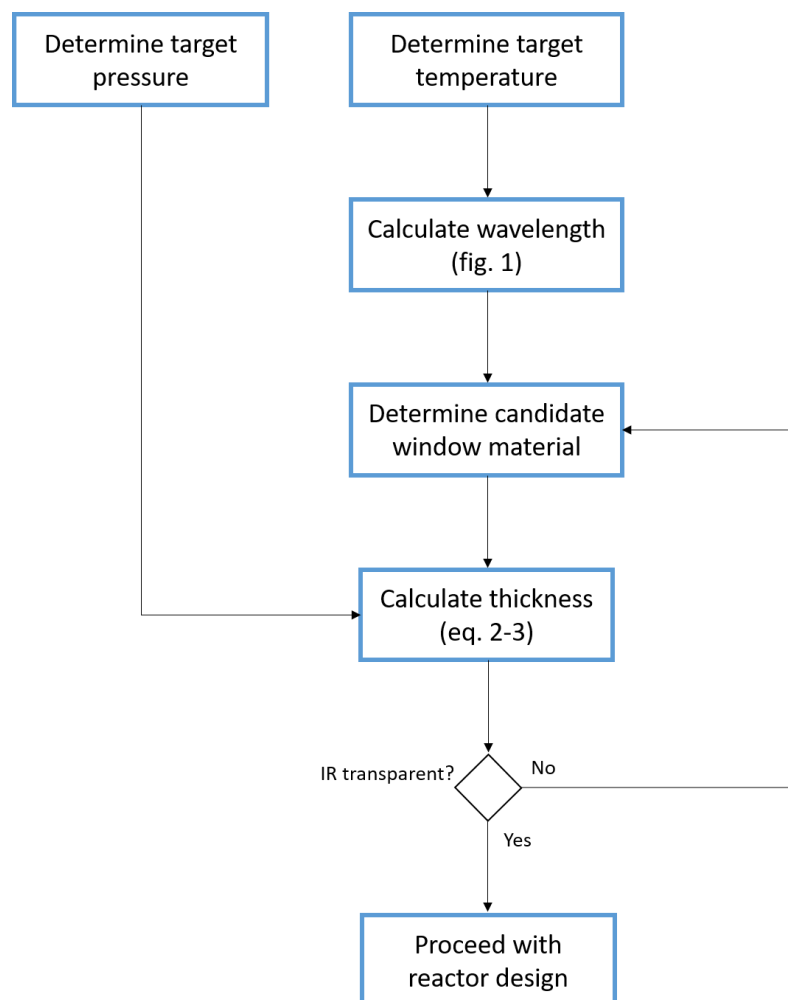 Determine target
pressure
Determine target
temperature
Calculate wavelength
(fig. 1)
Determine candidate
window material
Calculate thickness
(eq. 2-3)
IR transparent?
No
Yes
Proceed with
reactor design